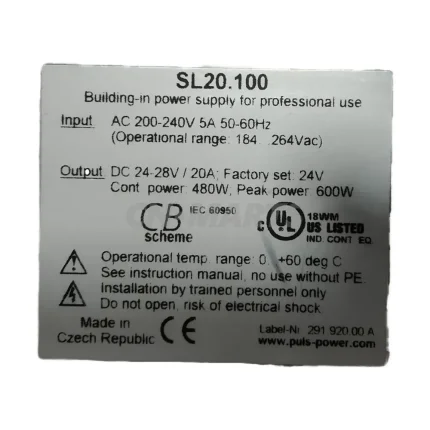 SL20.100
Building-in power supply for professional use
Input AC 200-240V 5A 50-60Hz
(Operational range: 184...264Vac)
Output DC 24-28V / 20A; Factory set: 24V
Cont. power: 480W, Peak power 600W
CB IEC 60950
scheme
c UL 18WM
US LISTED
IND. CONT. EQ.
Operational temp. range: 0...+60 deg C
See instruction manual, no use without PE.
Installation by trained personnel only
Do not open, risk of electrical shock.
Made in
Czech Republic CE
Label-Nr. 291.920.00 A
www.puls-power.com